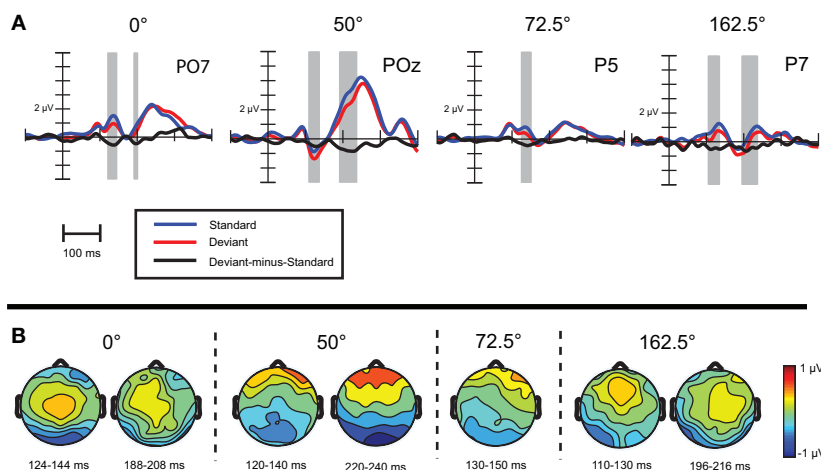 A
0° 50° 72.5° 162.5°
PO7 POz P5 P7
2 µV 2 µV 2 µV 2 µV
Standard
Deviant
Deviant-minus-Standard
100 ms
B
0° 50° 72.5° 162.5°
1 µV
-1 µV
124-144 ms 188-208 ms 120-140 ms 220-240 ms 130-150 ms 110-130 ms 196-216 ms